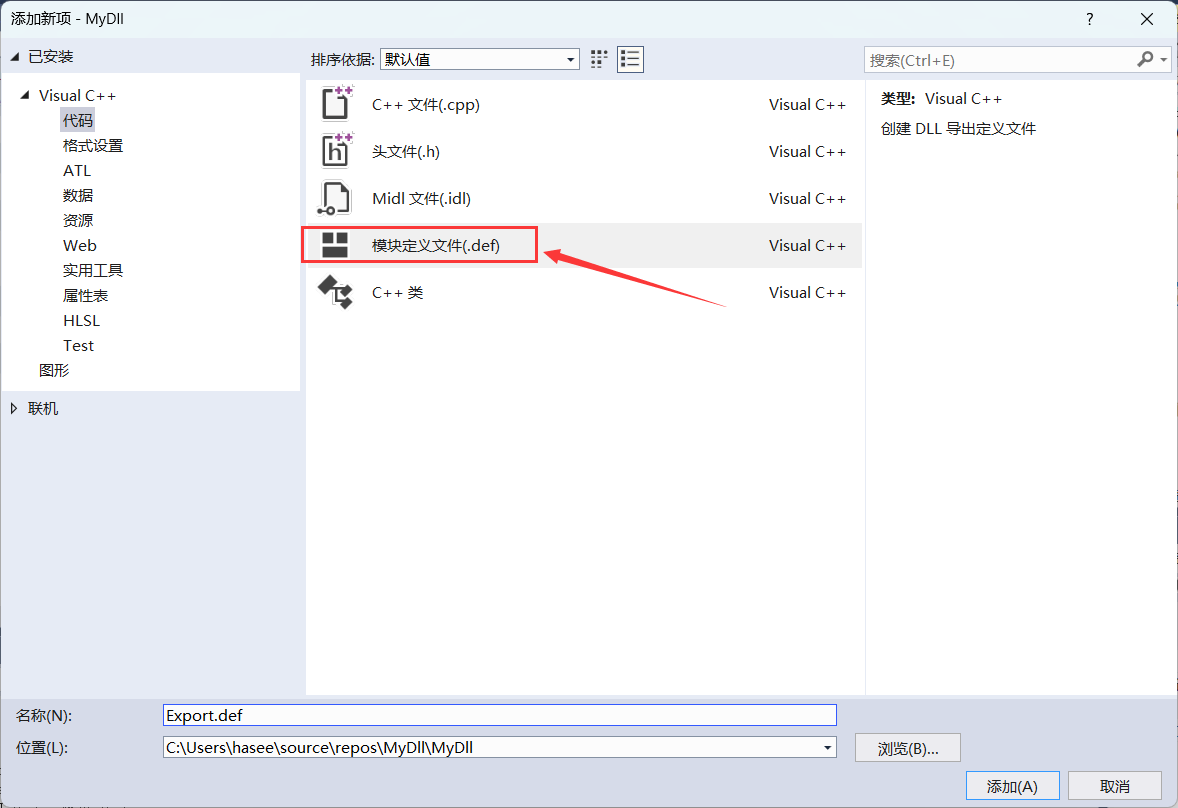 添加新项 - MyDll
?
已安装
排序依据: 默认值
搜索(Ctrl+E)
Visual C++
代码
格式设置
ATL
数据
资源
Web
实用工具
属性表
HLSL
Test
图形
联机
C++ 文件(.cpp) Visual C++
头文件(.h) Visual C++
Midl 文件(.idl) Visual C++
模块定义文件(.def) Visual C++
C++ 类 Visual C++
类型: Visual C++
创建 DLL 导出定义文件
名称(N): Export.def
位置(L): C:\Users\hasee\source\repos\MyDll\MyDll
浏览(B)...
添加(A)
取消